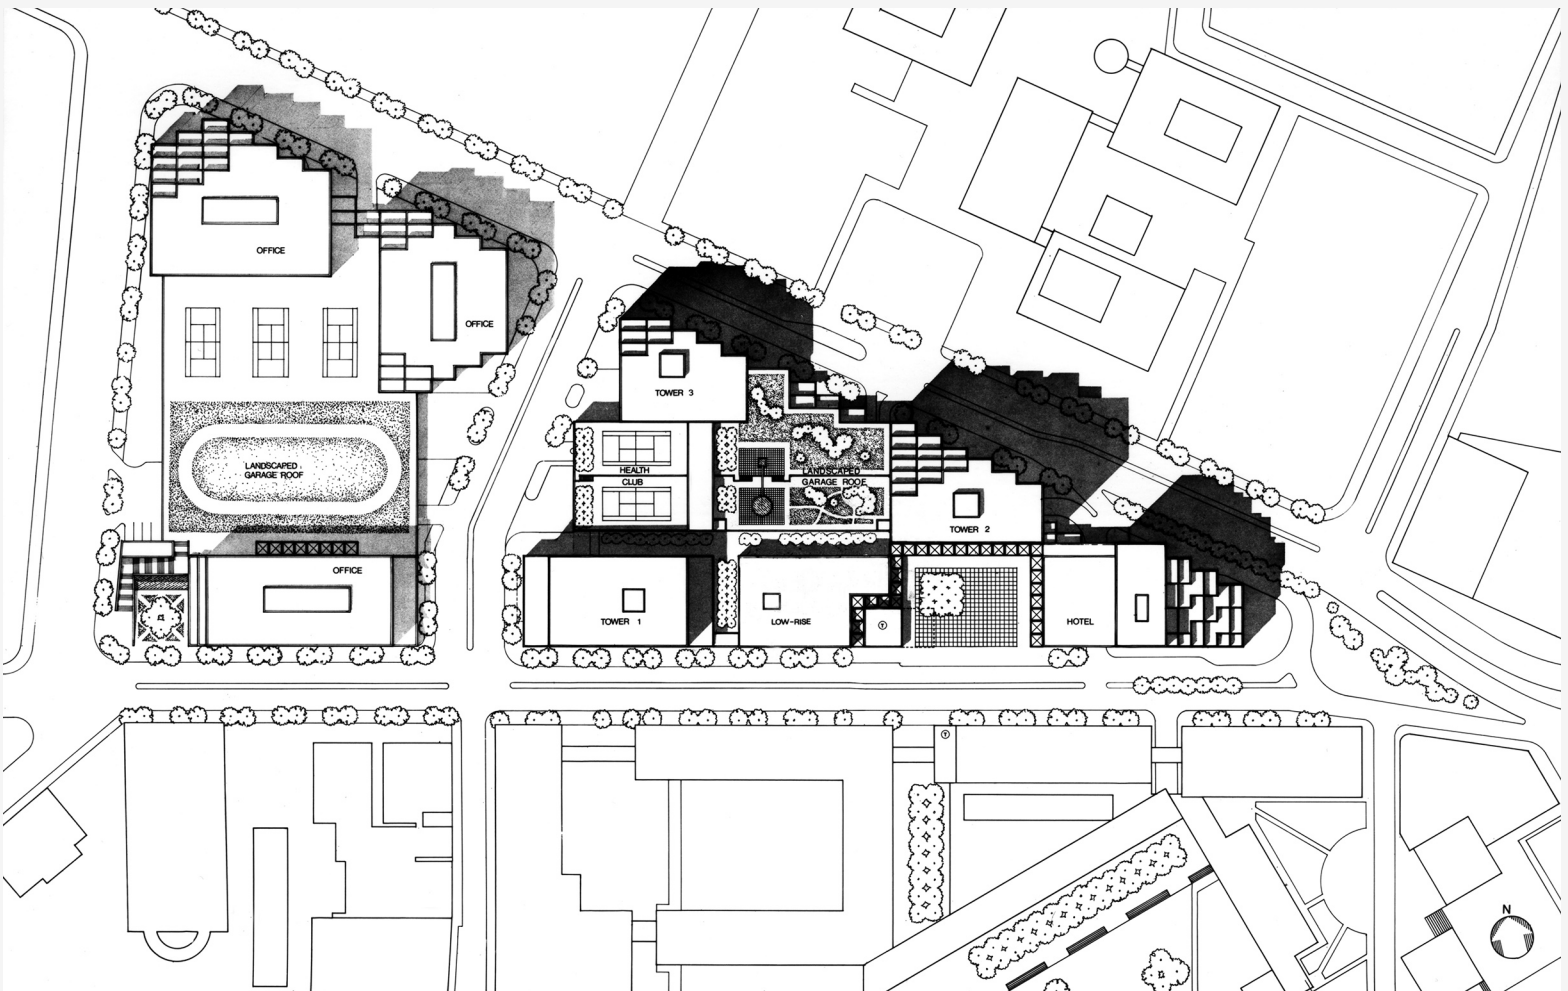 OFFICE
OFFICE
TOWER 3
LANDSCAPED
GARAGE ROOF
HEALTH
CLUB
LANDSCAPED
GARAGE ROOF
TOWER 2
OFFICE
TOWER 1
LOW-RISE
T
HOTEL
T
N